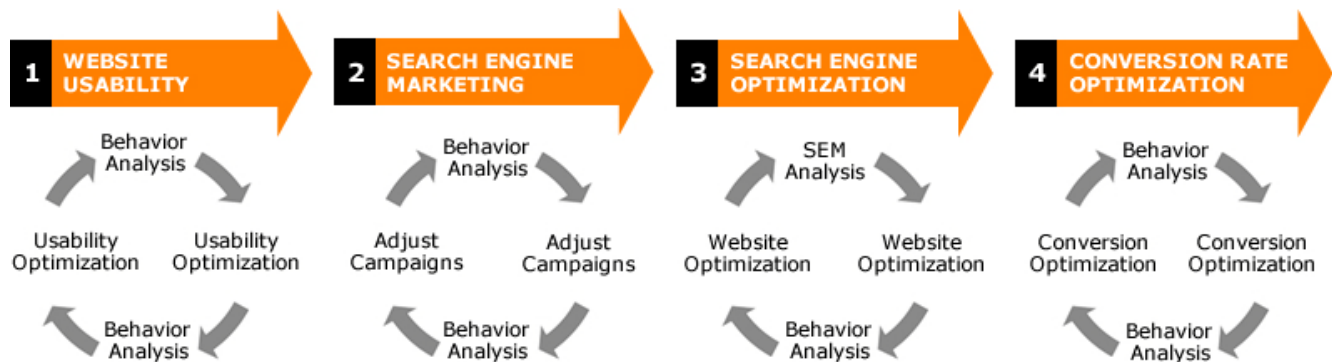 1
WEBSITE
USABILITY
Behavior
Analysis
Usability
Optimization
Usability
Optimization
Behavior
Analysis
2
SEARCH ENGINE
MARKETING
Behavior
Analysis
Adjust
Campaigns
Adjust
Campaigns
Behavior
Analysis
3
SEARCH ENGINE
OPTIMIZATION
SEM
Analysis
Website
Optimization
Website
Optimization
Behavior
Analysis
4
CONVERSION RATE
OPTIMIZATION
Behavior
Analysis
Conversion
Optimization
Conversion
Optimization
Behavior
Analysis